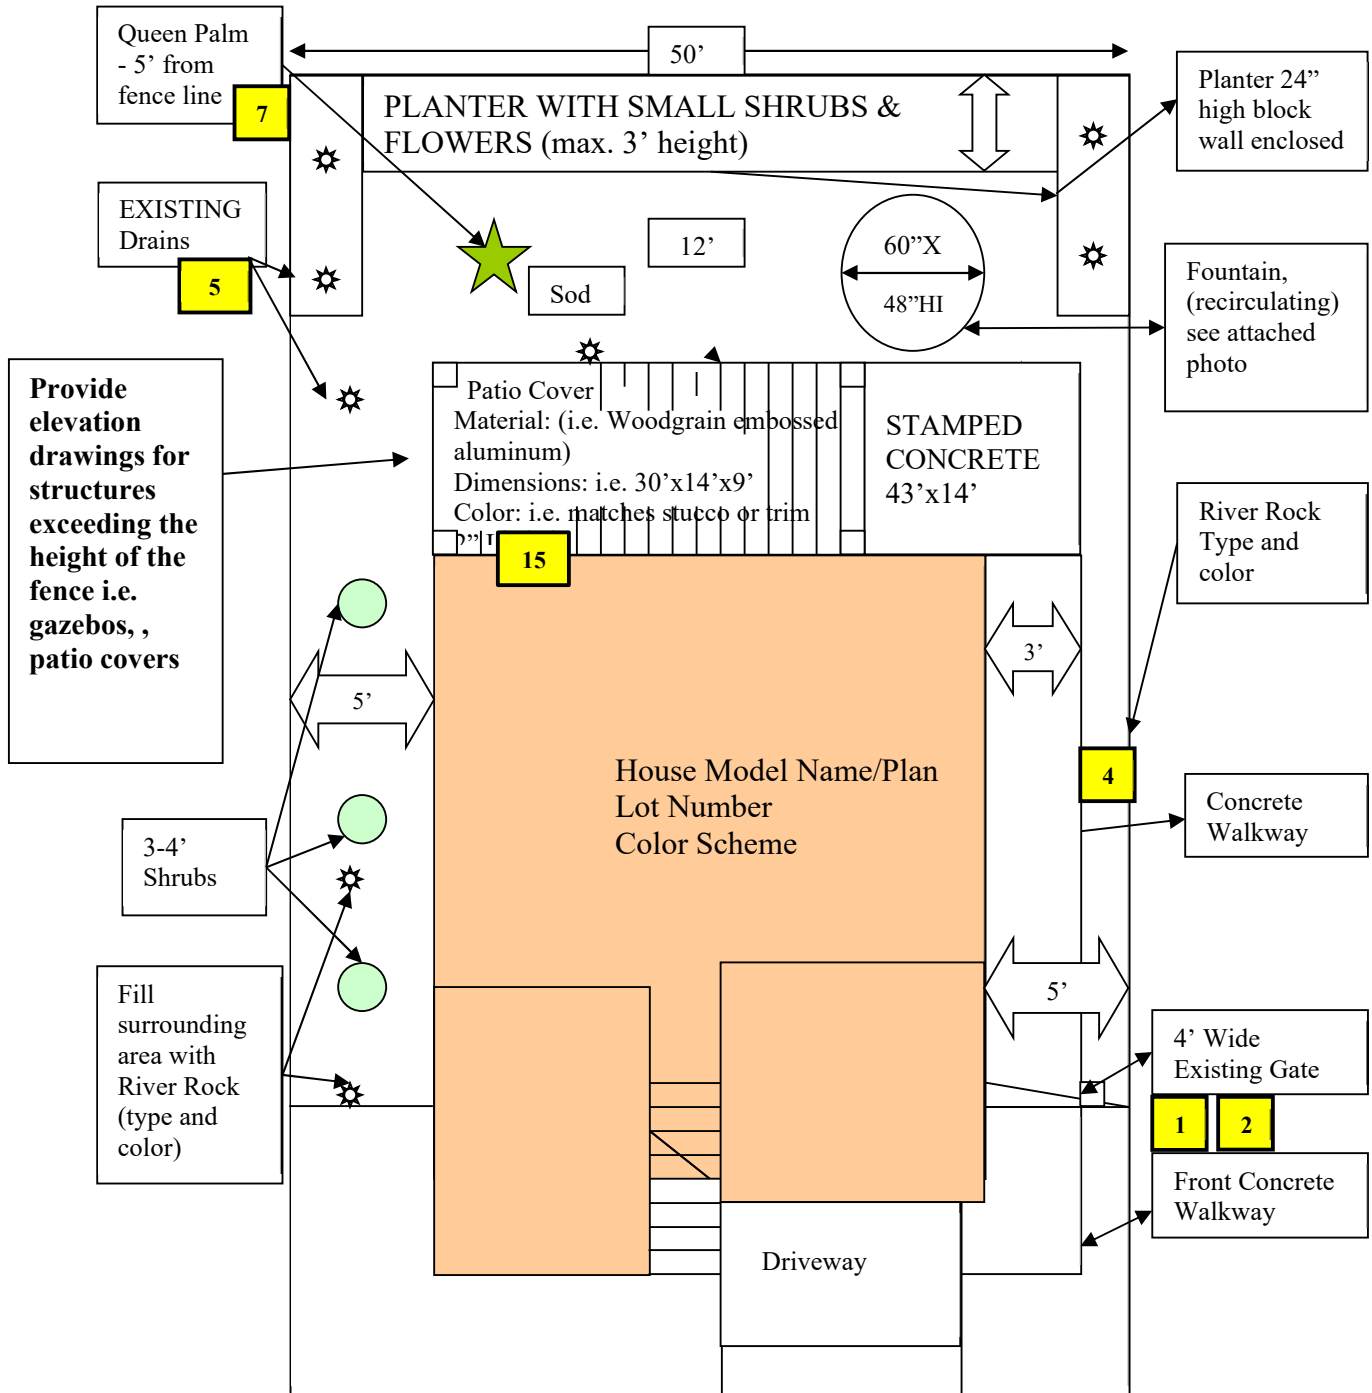 Queen Palm
- 5’ from
fence line
7
50’
PLANTER WITH SMALL SHRUBS &
FLOWERS (max. 3’ height)
Planter 24”
high block
wall enclosed
EXISTING
Drains
5
12’
Sod
60”X
48”HI
Fountain,
(recirculating)
see attached
photo
Provide
elevation
drawings for
structures
exceeding the
height of the
fence i.e.
gazebos, ,
patio covers
Patio Cover
Material: (i.e. Woodgrain embossed
aluminum)
Dimensions: i.e. 30’x14’x9’
Color: i.e. matches stucco or trim
15
STAMPED
CONCRETE
43’x14’
River Rock
Type and
color
5’
3’
4
House Model Name/Plan
Lot Number
Color Scheme
Concrete
Walkway
3-4’
Shrubs
Fill
surrounding
area with
River Rock
(type and
color)
5’
4’ Wide
Existing Gate
1
2
Front Concrete
Walkway
Driveway